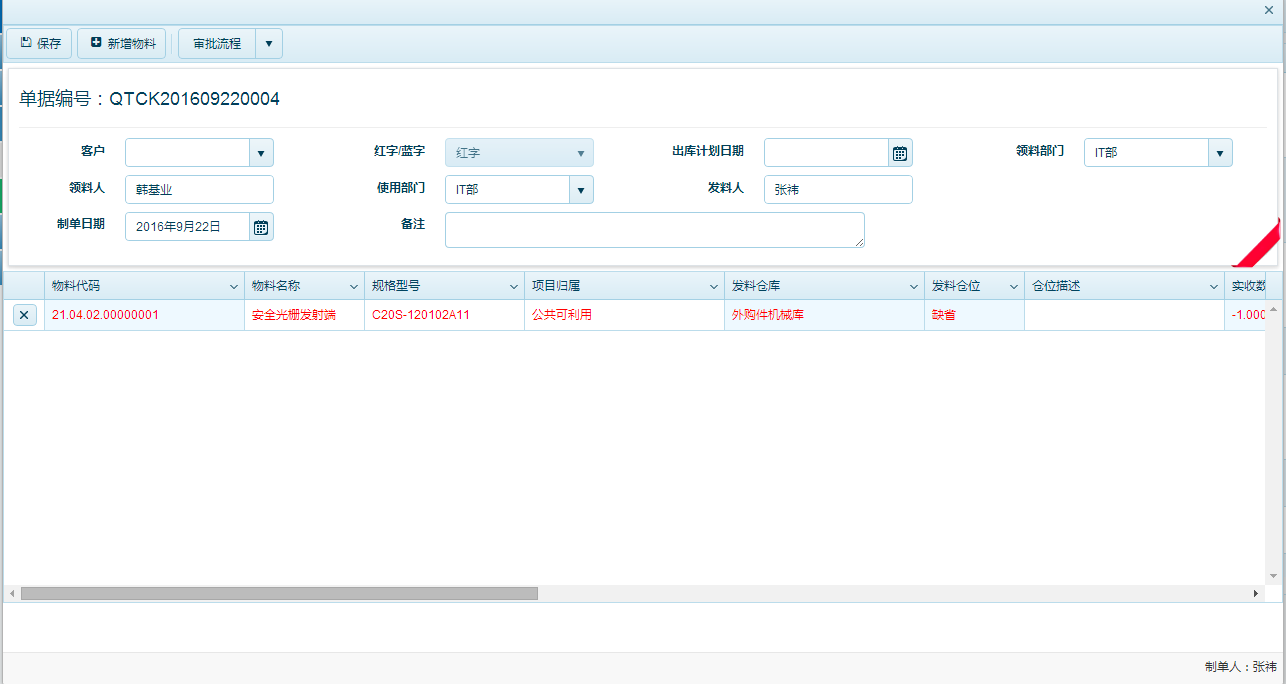 保存 新增物料 审批流程
单据编号：QTCK201609220004
客户 红字/蓝字 红字 出库计划日期 领料部门 IT部
领料人 韩基业 使用部门 IT部 发料人 张祎
制单日期 2016年9月22日 备注
物料代码 物料名称 规格型号 项目归属 发料仓库 发料仓位 仓位描述 实收数
21.04.02.00000001 安全光栅发射端 C20S-120102A11 公共可利用 外购件机械库 缺省 -1.000
制单人：张祎